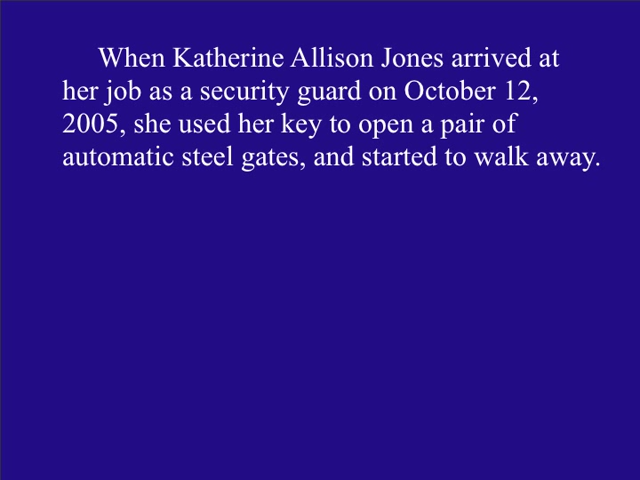 When Katherine Allison Jones arrived at
her job as a security guard on October 12,
2005, she used her key to open a pair of
automatic steel gates, and started to walk away.